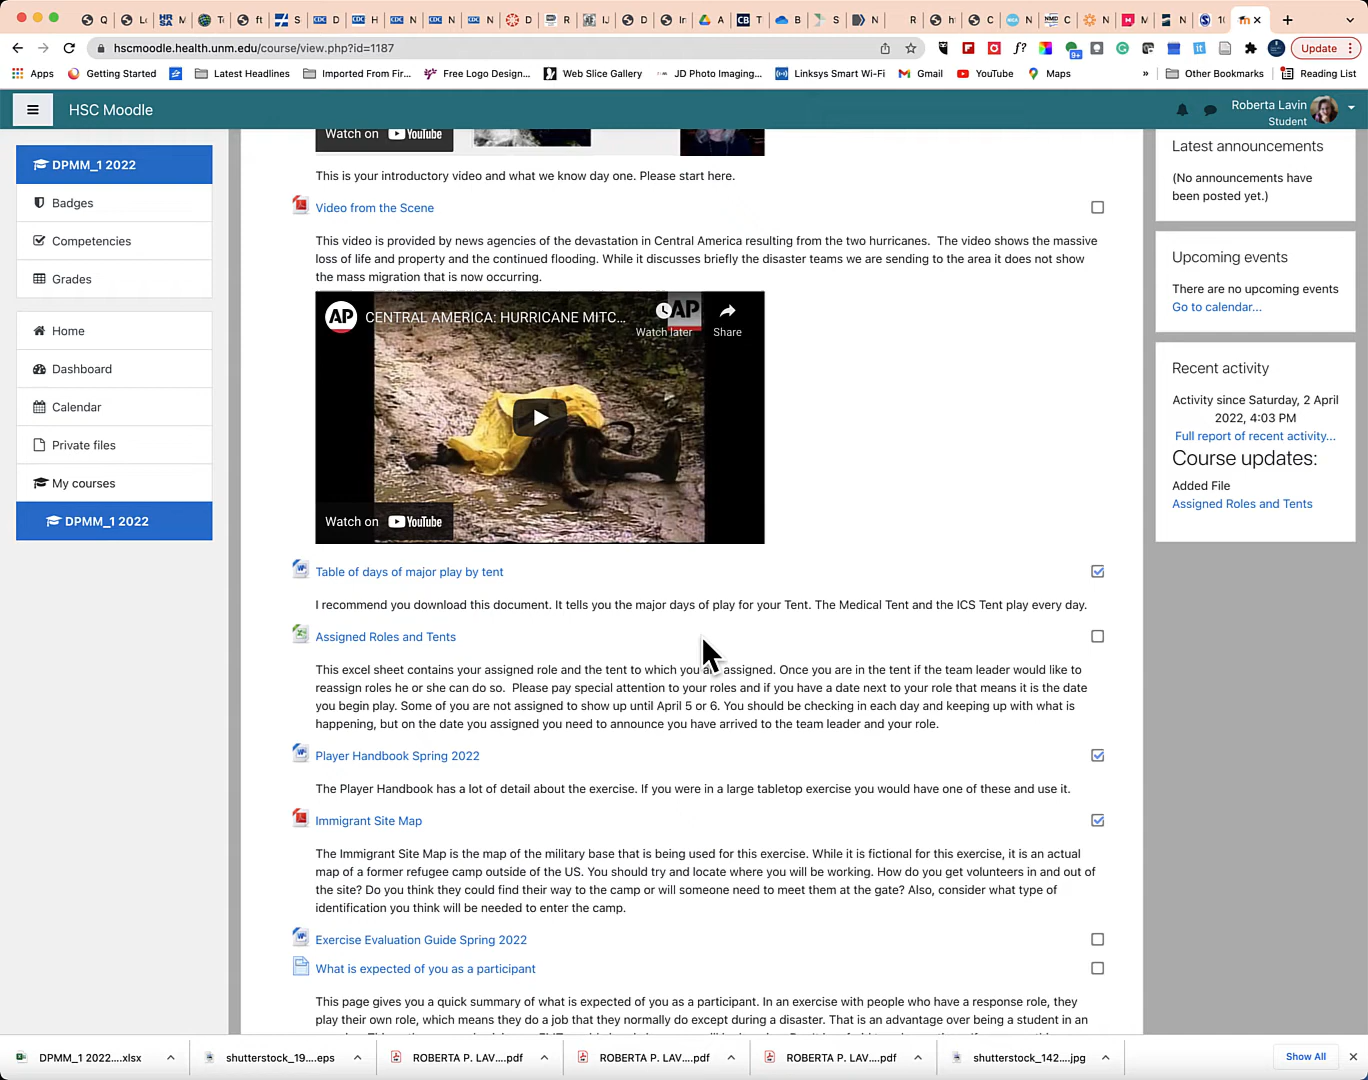 Update
hscmoodle.health.unm.edu/course/view.php?id=1187
Apps
Getting Started
Latest Headlines
Imported From Fir...
Free Logo Design...
Web Slice Gallery
JD Photo Imaging...
Linksys Smart Wi-Fi
Gmail
YouTube
Maps
»
Other Bookmarks
Reading List
HSC Moodle
Roberta Lavin
Student
DPMM_1 2022
Badges
Competencies
Grades
Home
Dashboard
Calendar
Private files
My courses
DPMM_1 2022
Watch on YouTube
This is your introductory video and what we know day one. Please start here.
Video from the Scene
This video is provided by news agencies of the devastation in Central America resulting from the two hurricanes. The video shows the massive
loss of life and property and the continued flooding. While it discusses briefly the disaster teams we are sending to the area it does not show
the mass migration that is now occurring.
AP
CENTRAL AMERICA: HURRICANE MITC...
AP
Watch later
Share
Watch on YouTube
Table of days of major play by tent
I recommend you download this document. It tells you the major days of play for your Tent. The Medical Tent and the ICS Tent play every day.
Assigned Roles and Tents
This excel sheet contains your assigned role and the tent to which you assigned. Once you are in the tent if the team leader would like to
reassign roles he or she can do so. Please pay special attention to your roles and if you have a date next to your role that means it is the date
you begin play. Some of you are not assigned to show up until April 5 or 6. You should be checking in each day and keeping up with what is
happening, but on the date you assigned you need to announce you have arrived to the team leader and your role.
Player Handbook Spring 2022
The Player Handbook has a lot of detail about the exercise. If you were in a large tabletop exercise you would have one of these and use it.
Immigrant Site Map
The Immigrant Site Map is the map of the military base that is being used for this exercise. While it is fictional for this exercise, it is an actual
map of a former refugee camp outside of the US. You should try and locate where you will be working. How do you get volunteers in and out of
the site? Do you think they could find their way to the camp or will someone need to meet them at the gate? Also, consider what type of
identification you think will be needed to enter the camp.
Exercise Evaluation Guide Spring 2022
What is expected of you as a participant
This page gives you a quick summary of what is expected of you as a participant. In an exercise with people who have a response role, they
play their own role, which means they do a job that they normally do except during a disaster. That is an advantage over being a student in an
Latest announcements
(No announcements have
been posted yet.)
Upcoming events
There are no upcoming events
Go to calendar...
Recent activity
Activity since Saturday, 2 April
2022, 4:03 PM
Full report of recent activity...
Course updates:
Added File
Assigned Roles and Tents
DPMM_1 2022....xlsx
shutterstock_19....eps
ROBERTA P. LAV....pdf
ROBERTA P. LAV....pdf
ROBERTA P. LAV....pdf
shutterstock_142....jpg
Show All